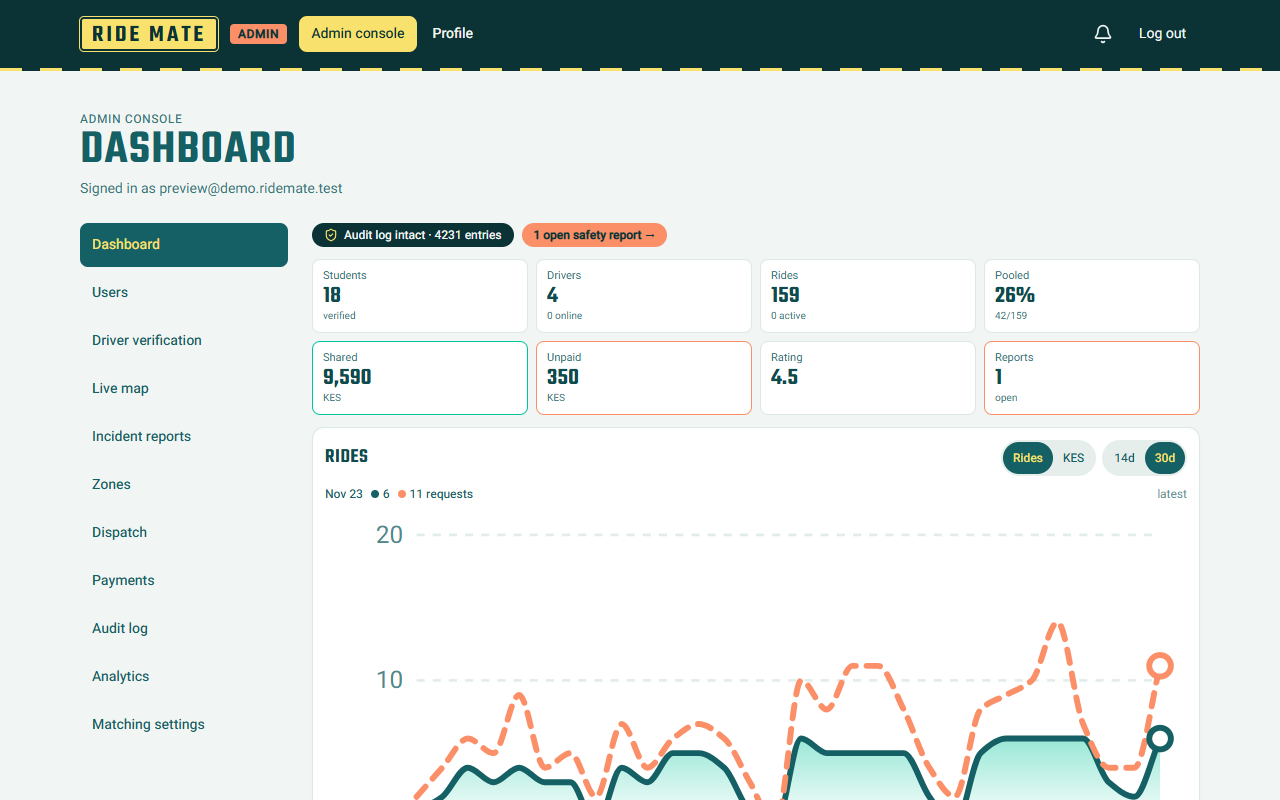 RIDE MATE
ADMIN
Admin console
Profile
Log out
ADMIN CONSOLE
DASHBOARD
Signed in as preview@demo.ridemate.test
Dashboard
Users
Driver verification
Live map
Incident reports
Zones
Dispatch
Payments
Audit log
Analytics
Matching settings
Audit log intact · 4231 entries
1 open safety report →
Students
18
verified
Drivers
4
0 online
Rides
159
0 active
Pooled
26%
42/159
Shared
9,590
KES
Unpaid
350
KES
Rating
4.5
Reports
1
open
RIDES
Rides
KES
14d
30d
Nov 23
6
11 requests
latest
20
10